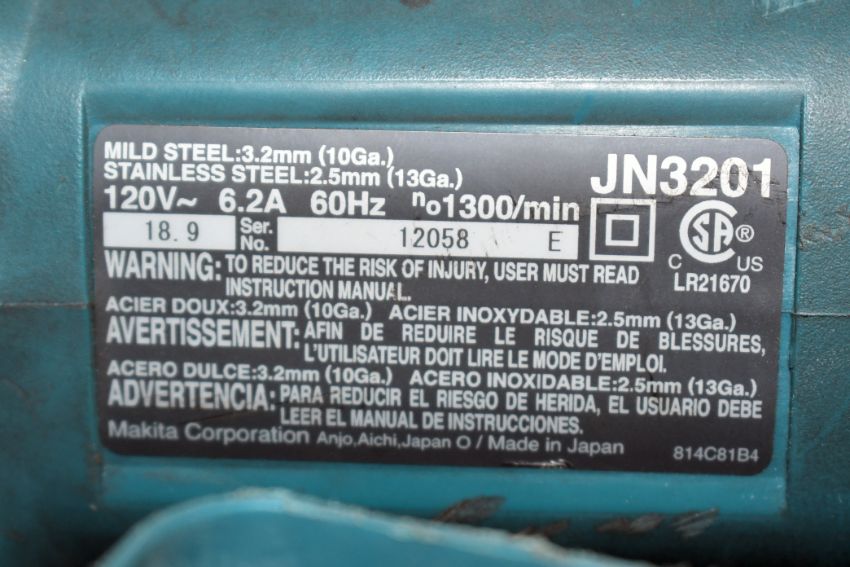 MILD STEEL:3.2mm (10Ga.)
STAINLESS STEEL:2.5mm (13Ga.)
JN3201
120V~ 6.2A 60Hz no1300/min
18.9 Ser. No. 12058 E
SA ®
C US
LR21670
WARNING: TO REDUCE THE RISK OF INJURY, USER MUST READ
INSTRUCTION MANUAL.
ACIER DOUX:3.2mm (10Ga.) ACIER INOXYDABLE:2.5mm (13Ga.)
AVERTISSEMENT: AFIN DE REDUIRE LE RISQUE DE BLESSURES,
L'UTILISATEUR DOIT LIRE LE MODE D'EMPLOI.
ACERO DULCE:3.2mm (10Ga.) ACERO INOXIDABLE:2.5mm (13Ga.)
ADVERTENCIA: PARA REDUCIR EL RIESGO DE HERIDA, EL USUARIO DEBE
LEER EL MANUAL DE INSTRUCCIONES.
Makita Corporation Anjo,Aichi,Japan O / Made in Japan
814C81B4